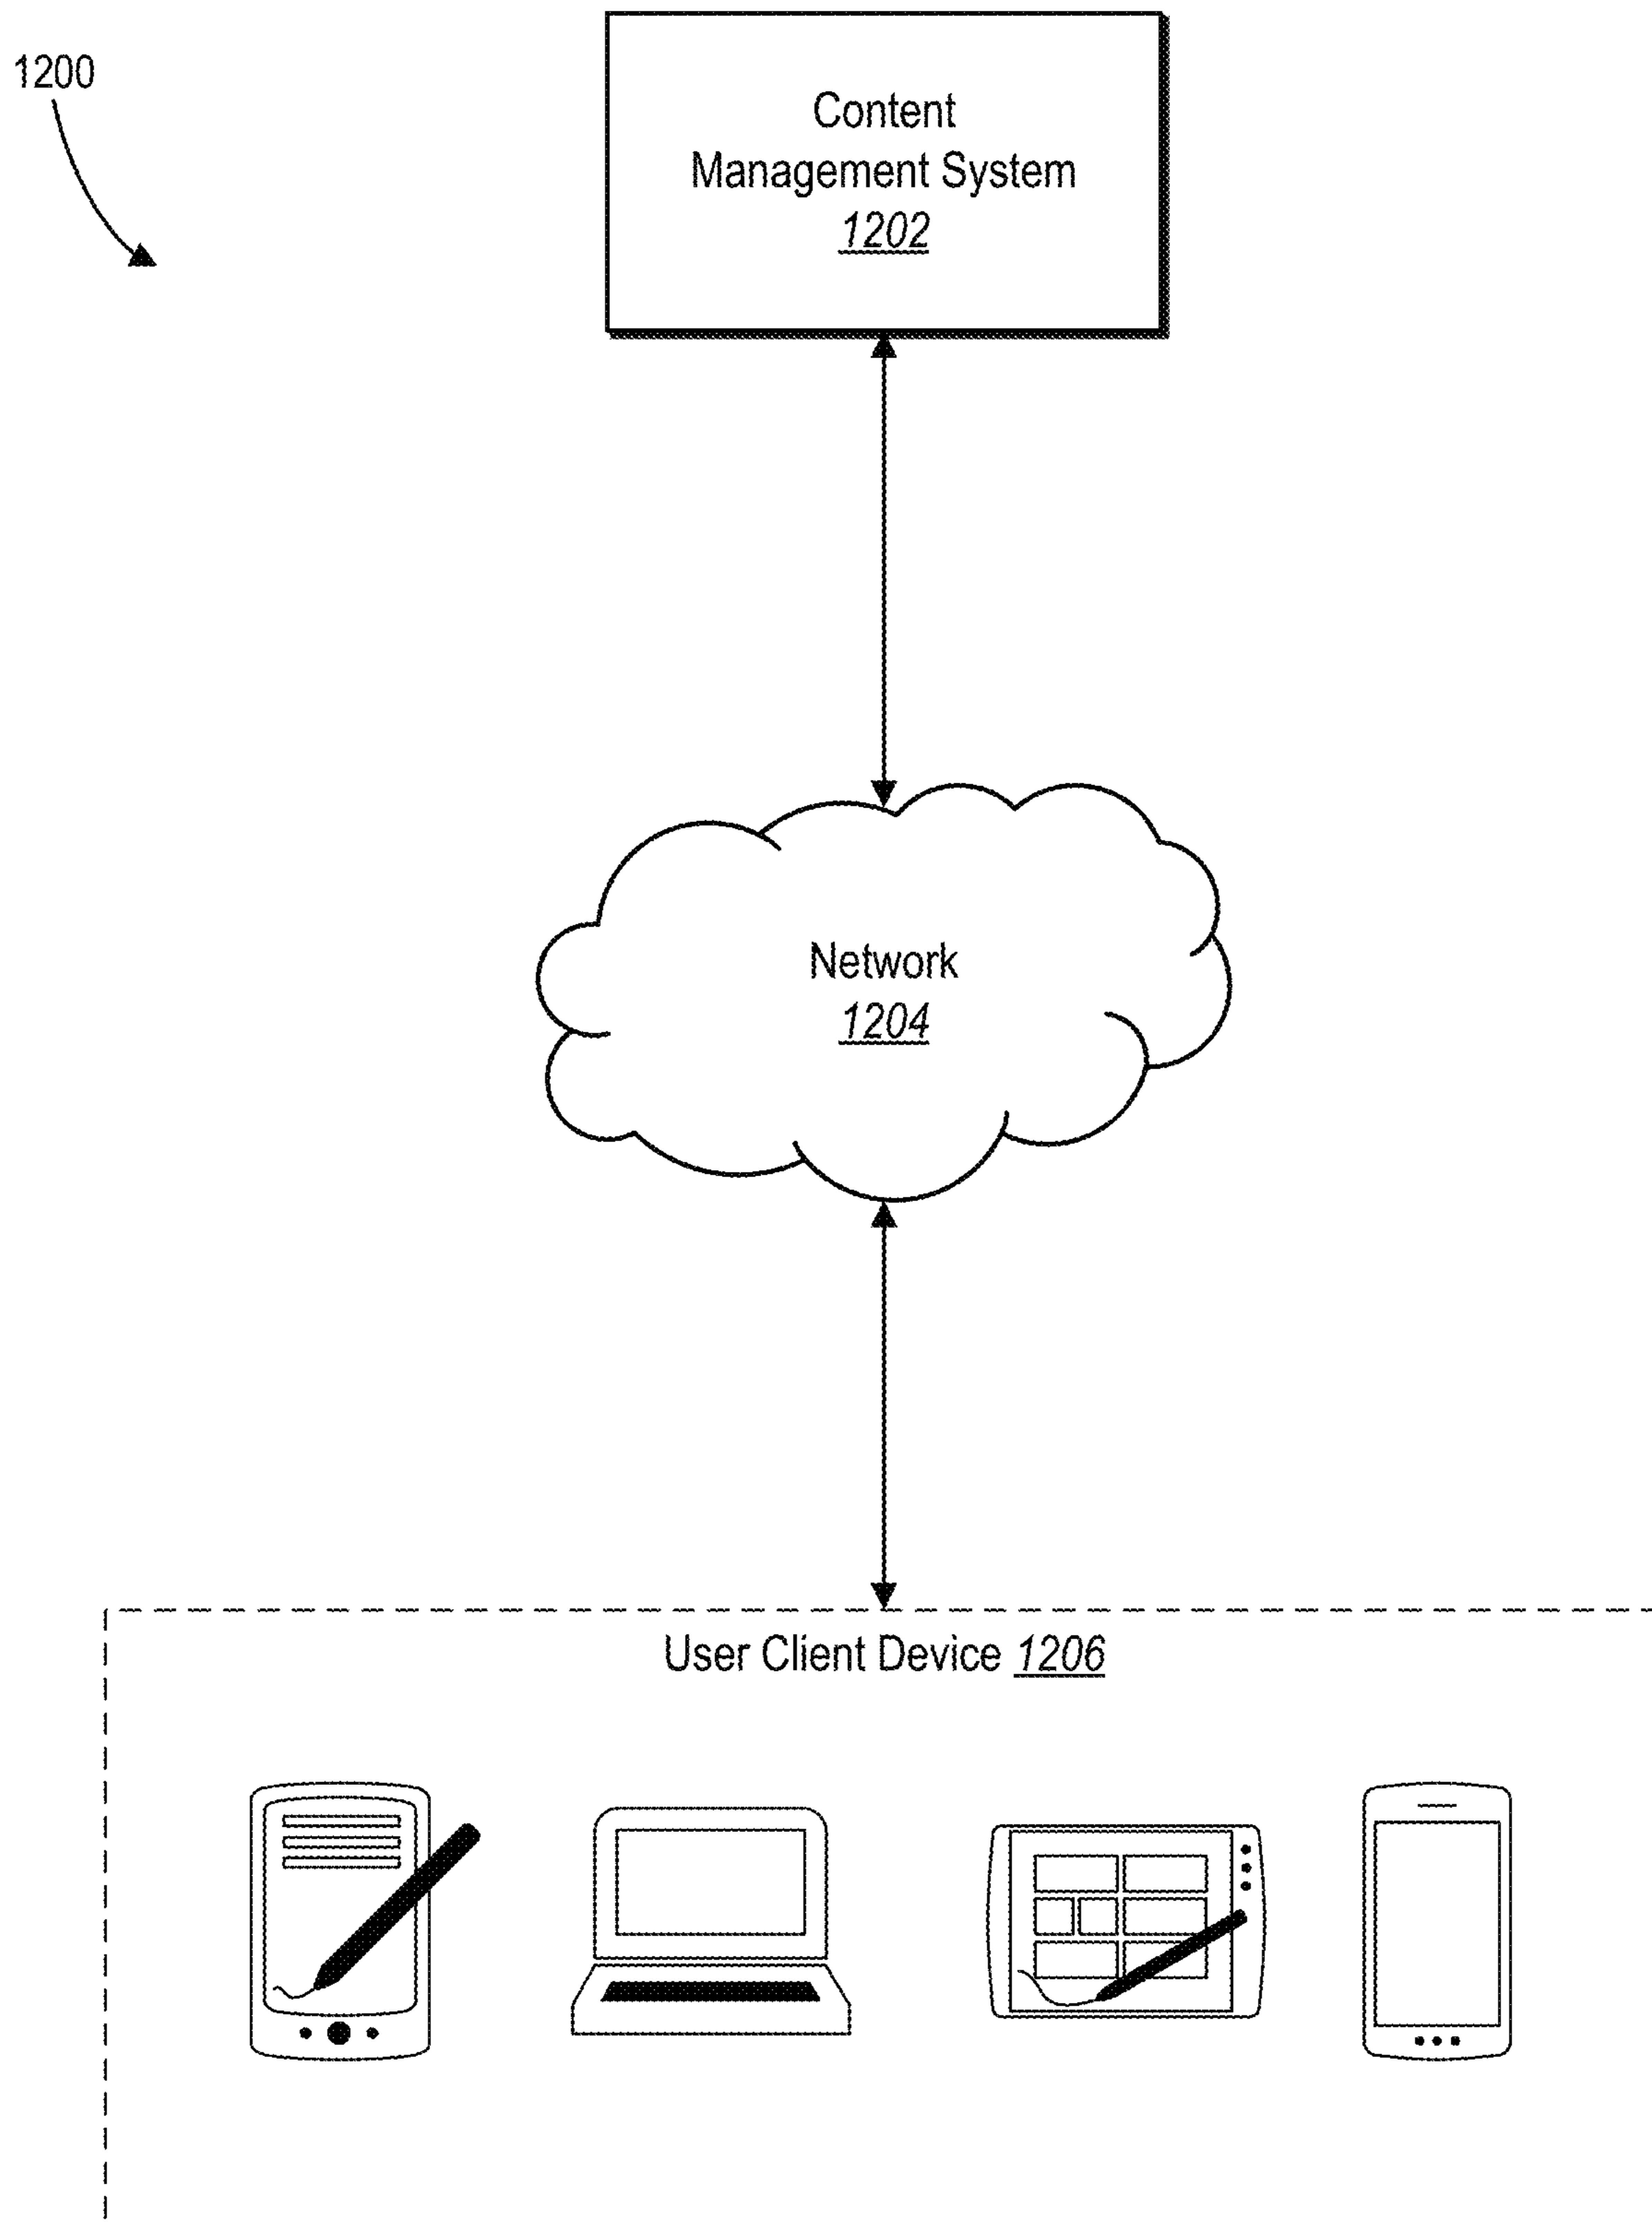 1200
Content
Management System
1202
Network
1204
User Client Device 1206